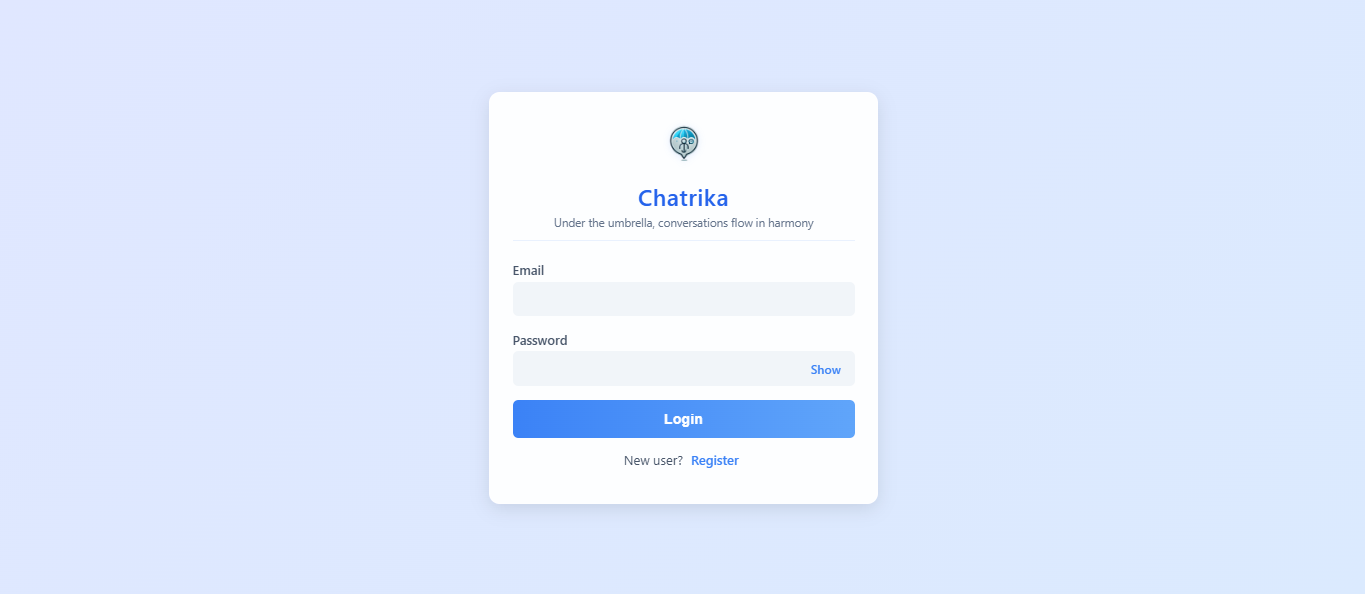 Chatrika
Under the umbrella, conversations flow in harmony
Email
Password
Show
Login
New user? Register